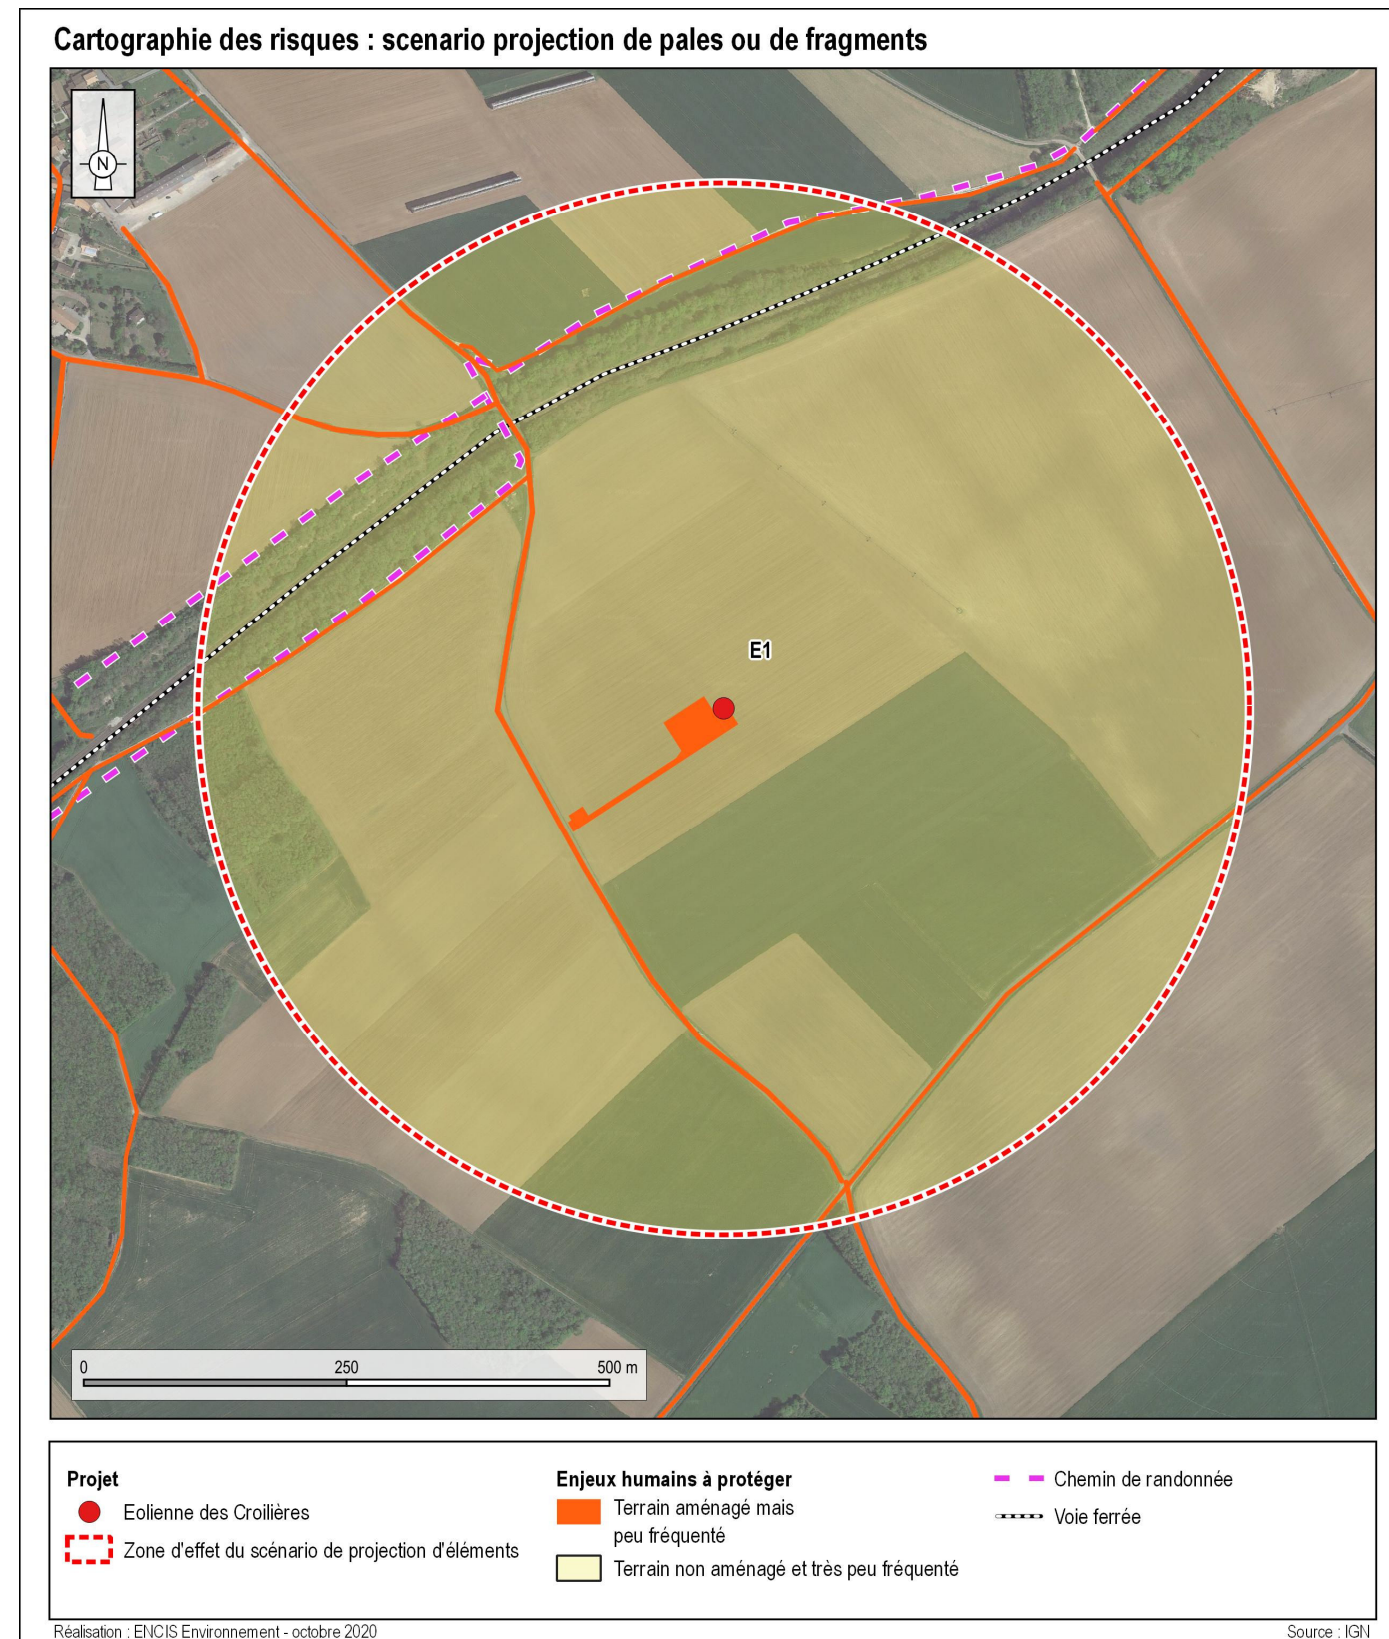 Cartographie des risques : scenario projection de pales ou de fragments
N
E1
0 250 500 m
Projet
Eolienne des Croilières
Zone d'effet du scénario de projection d'éléments
Enjeux humains à protéger
Terrain aménagé mais
peu fréquenté
Terrain non aménagé et très peu fréquenté
Chemin de randonnée
Voie ferrée
Réalisation : ENCIS Environnement - octobre 2020
Source : IGN